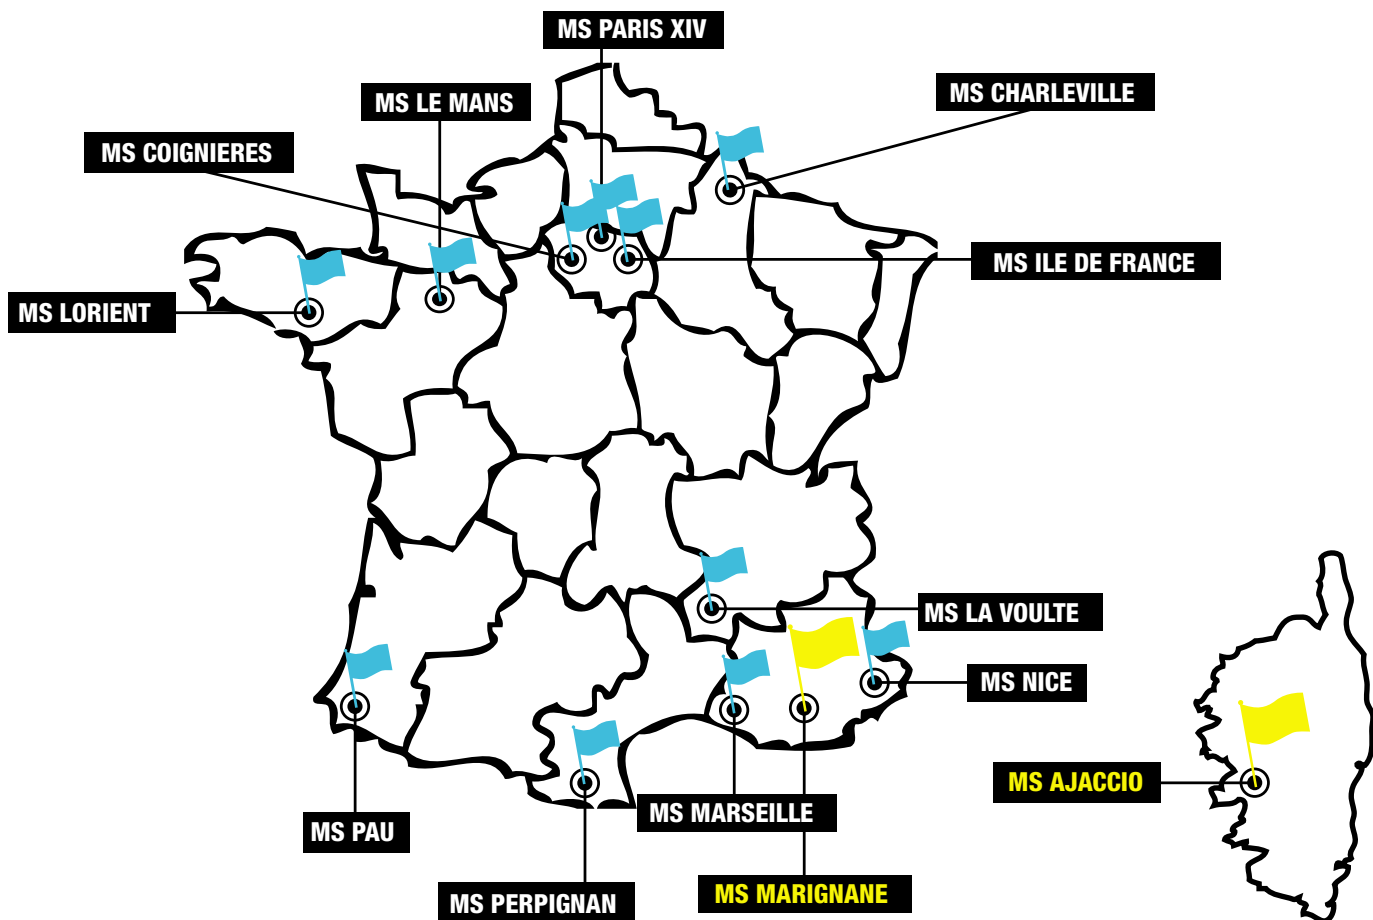 MS PARIS XIV
MS CHARLEVILLE
MS LE MANS
MS COIGNIERES
MS ILE DE FRANCE
MS LORIENT
MS LA VOULTE
MS NICE
MS AJACCIO
MS MARSEILLE
MS PAU
MS MARIGNANE
MS PERPIGNAN